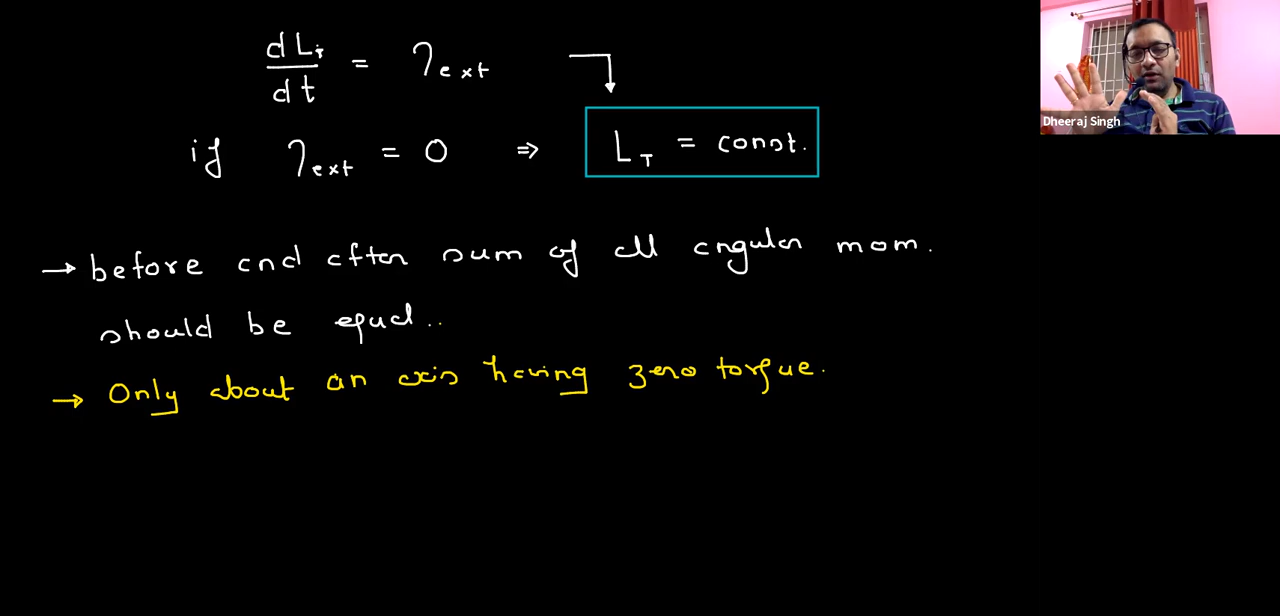 dL_T/dt = τ_ext
if τ_ext = 0 ⇒ L_T = const.
→ before and after sum of all angular mom.
should be equal..
→ Only about an axis having zero torque.
Dheeraj Singh